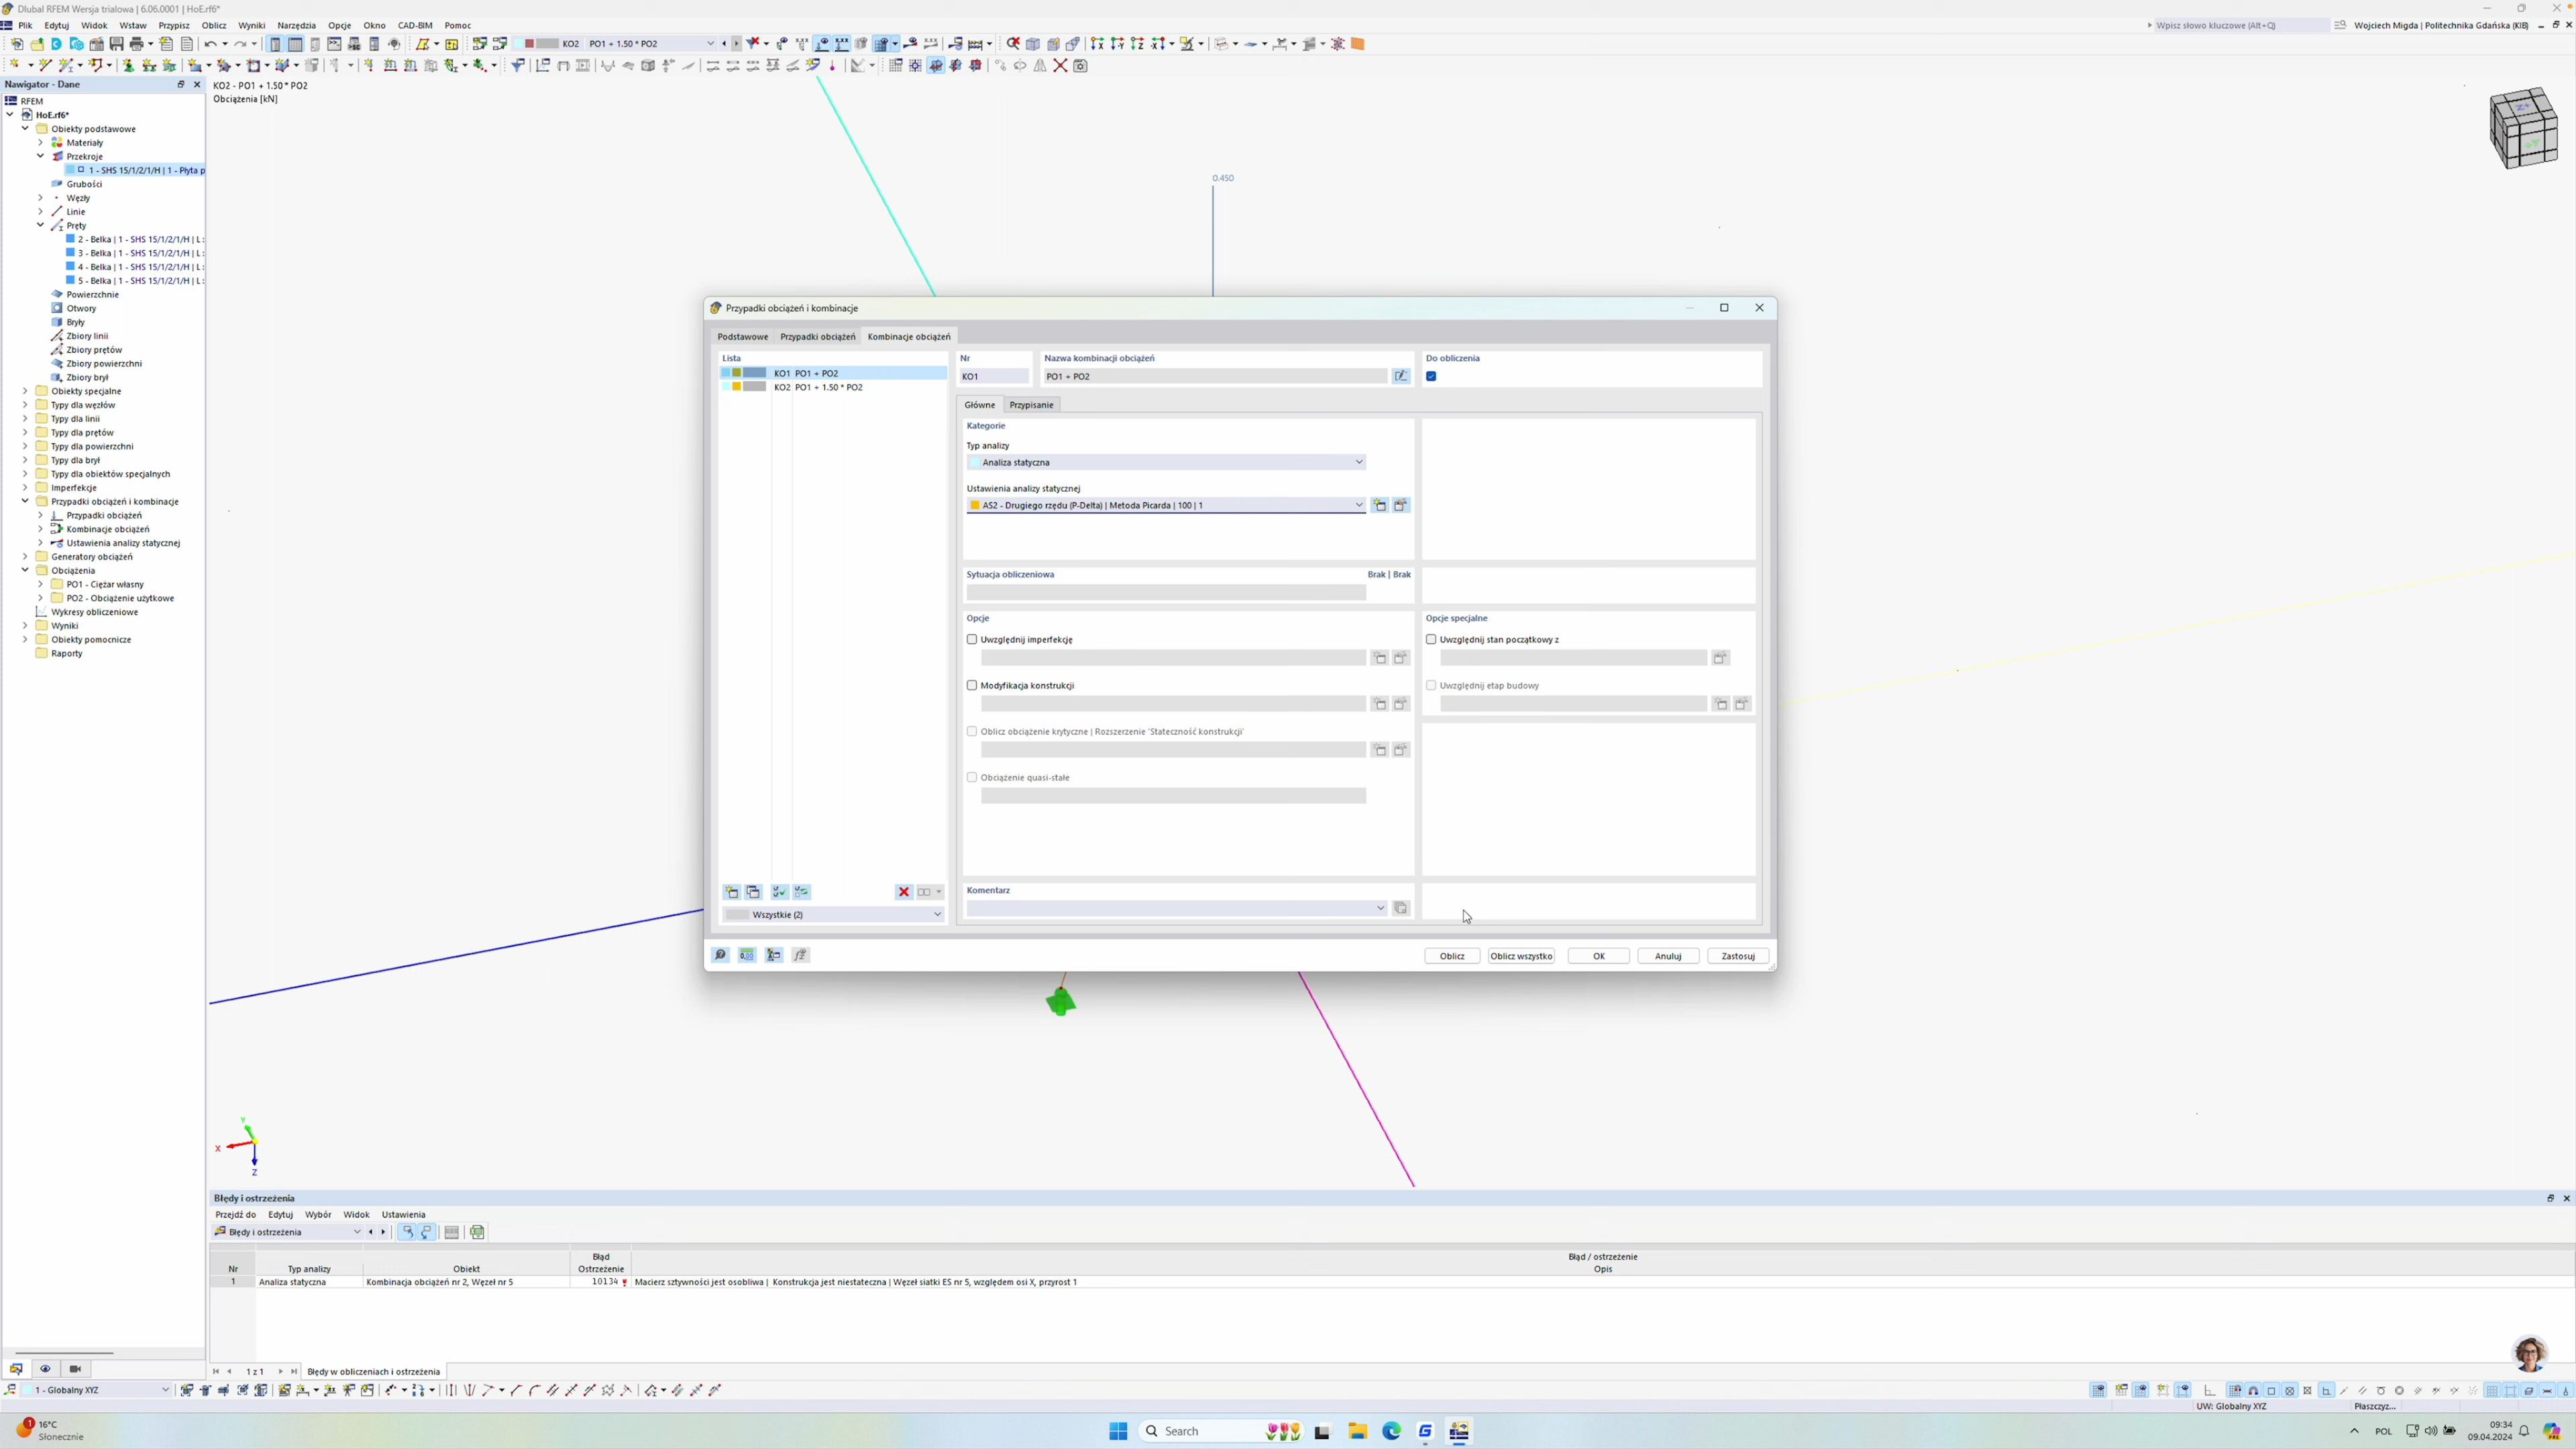 Dlubal RFEM Wersja trialowa | 6.06.0001 | HoE.rf6*
Plik Edytuj Widok Wstaw Przypisz Oblicz Wyniki Narzędzia Opcje Okno CAD-BIM Pomoc
Wpisz słowo kluczowe (Alt+Q)
Wojciech Migda | Politechnika Gdańska (KIB)
KO2 PO1 + 1.50 * PO2
Nawigator - Dane
RFEM
HoE.rf6*
Obiekty podstawowe
Materiały
Przekroje
1 - SHS 15/1/2/1/H | 1 - Płyta p
Grubości
Węzły
Linie
Pręty
2 - Belka | 1 - SHS 15/1/2/1/H | L :
3 - Belka | 1 - SHS 15/1/2/1/H | L :
4 - Belka | 1 - SHS 15/1/2/1/H | L :
5 - Belka | 1 - SHS 15/1/2/1/H | L :
Powierzchnie
Otwory
Bryły
Zbiory linii
Zbiory prętów
Zbiory powierzchni
Zbiory brył
Obiekty specjalne
Typy dla węzłów
Typy dla linii
Typy dla prętów
Typy dla powierzchni
Typy dla brył
Typy dla obiektów specjalnych
Imperfekcje
Przypadki obciążeń i kombinacje
Przypadki obciążeń
Kombinacje obciążeń
Ustawienia analizy statycznej
Generatory obciążeń
Obciążenia
PO1 - Ciężar własny
PO2 - Obciążenie użytkowe
Wykresy obliczeniowe
Wyniki
Obiekty pomocnicze
Raporty
KO2 - PO1 + 1.50 * PO2
Obciążenia [kN]
0.450
Przypadki obciążeń i kombinacje
Podstawowe Przypadki obciążeń Kombinacje obciążeń
Lista
KO1 PO1 + PO2
KO2 PO1 + 1.50 * PO2
Wszystkie (2)
Nr
KO1
Nazwa kombinacji obciążeń
PO1 + PO2
Do obliczenia
Główne Przypisanie
Kategorie
Typ analizy
Analiza statyczna
Ustawienia analizy statycznej
AS2 - Drugiego rzędu (P-Delta) | Metoda Picarda | 100 | 1
Sytuacja obliczeniowa Brak | Brak
Opcje
Uwzględnij imperfekcję
Modyfikacja konstrukcji
Oblicz obciążenie krytyczne | Rozszerzenie 'Stateczność konstrukcji'
Obciążenie quasi-stałe
Opcje specjalne
Uwzględnij stan początkowy z
Uwzględnij etap budowy
Komentarz
Oblicz Oblicz wszystko OK Anuluj Zastosuj
X
Y
Z
Błędy i ostrzeżenia
Przejdź do Edytuj Wybór Widok Ustawienia
Błędy i ostrzeżenia
Błąd Błąd / ostrzeżenie
Nr Typ analizy Obiekt Ostrzeżenie Opis
1 Analiza statyczna Kombinacja obciążeń nr 2, Węzeł nr 5 10134 Macierz sztywności jest osobliwa | Konstrukcja jest niestateczna | Węzeł siatki ES nr 5, względem osi X, przyrost 1
1 z 1 Błędy w obliczeniach i ostrzeżenia
1 - Globalny XYZ
UW: Globalny XYZ Płaszczyz...
16°C
Słonecznie
Search
POL
09:34
09.04.2024